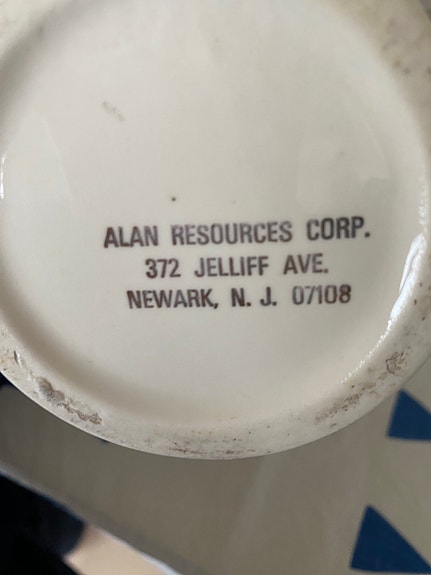 ALAN RESOURCES CORP.
372 JELLIFF AVE.
NEWARK, N. J. 07108